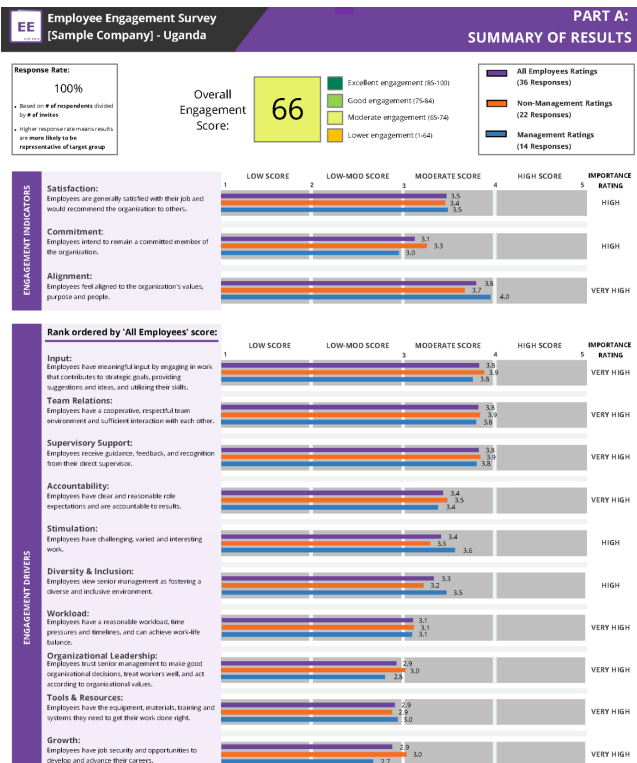 EE
Employee Engagement Survey
[Sample Company] - Uganda
PART A:
SUMMARY OF RESULTS
Response Rate:
100%
• Based on # of respondents divided
by # of invites
• Higher response rate means results
are more likely to be
representative of target group
Overall
Engagement
Score:
66
Excellent engagement (85-100)
Good engagement (75-84)
Moderate engagement (65-74)
Lower engagement (1-64)
All Employees Ratings
(36 Responses)
Non-Management Ratings
(22 Responses)
Management Ratings
(14 Responses)
ENGAGEMENT INDICATORS
LOW SCORE LOW-MOD SCORE MODERATE SCORE HIGH SCORE IMPORTANCE
1 2 3 4 5 RATING
Satisfaction:
Employees are generally satisfied with their job and
would recommend the organization to others.
3.5
3.4
3.5
HIGH
Commitment:
Employees intend to remain a committed member of
the organization.
3.1
3.3
3.0
HIGH
Alignment:
Employees feel aligned to the organization's values,
purpose and people.
3.8
3.7
4.0
VERY HIGH
ENGAGEMENT DRIVERS
Rank ordered by 'All Employees' score:
LOW SCORE LOW-MOD SCORE MODERATE SCORE HIGH SCORE IMPORTANCE
1 3 4 5 RATING
Input:
Employees have meaningful input by engaging in work
that contributes to strategic goals, providing
suggestions and ideas, and utilizing their skills.
3.8
3.9
3.8
VERY HIGH
Team Relations:
Employees have a cooperative, respectful team
environment and sufficient interaction with each other.
3.8
3.9
3.8
VERY HIGH
Supervisory Support:
Employees receive guidance, feedback, and recognition
from their direct supervisor.
3.8
3.9
3.8
VERY HIGH
Accountability:
Employees have clear and reasonable role
expectations and are accountable to results.
3.4
3.5
3.4
VERY HIGH
Stimulation:
Employees have challenging, varied and interesting
work.
3.4
3.3
3.6
HIGH
Diversity & Inclusion:
Employees view senior management as fostering a
diverse and inclusive environment.
3.3
3.2
3.5
HIGH
Workload:
Employees have a reasonable workload, time
pressures and timelines, and can achieve work-life
balance.
3.1
3.1
3.1
VERY HIGH
Organizational Leadership:
Employees trust senior management to make good
organizational decisions, treat workers well, and act
according to organizational values.
2.9
3.0
2.8
VERY HIGH
Tools & Resources:
Employees have the equipment, materials, training and
systems they need to get their work done right.
2.9
2.9
3.0
VERY HIGH
Growth:
Employees have job security and opportunities to
develop and advance their careers.
2.9
3.0
2.7
VERY HIGH